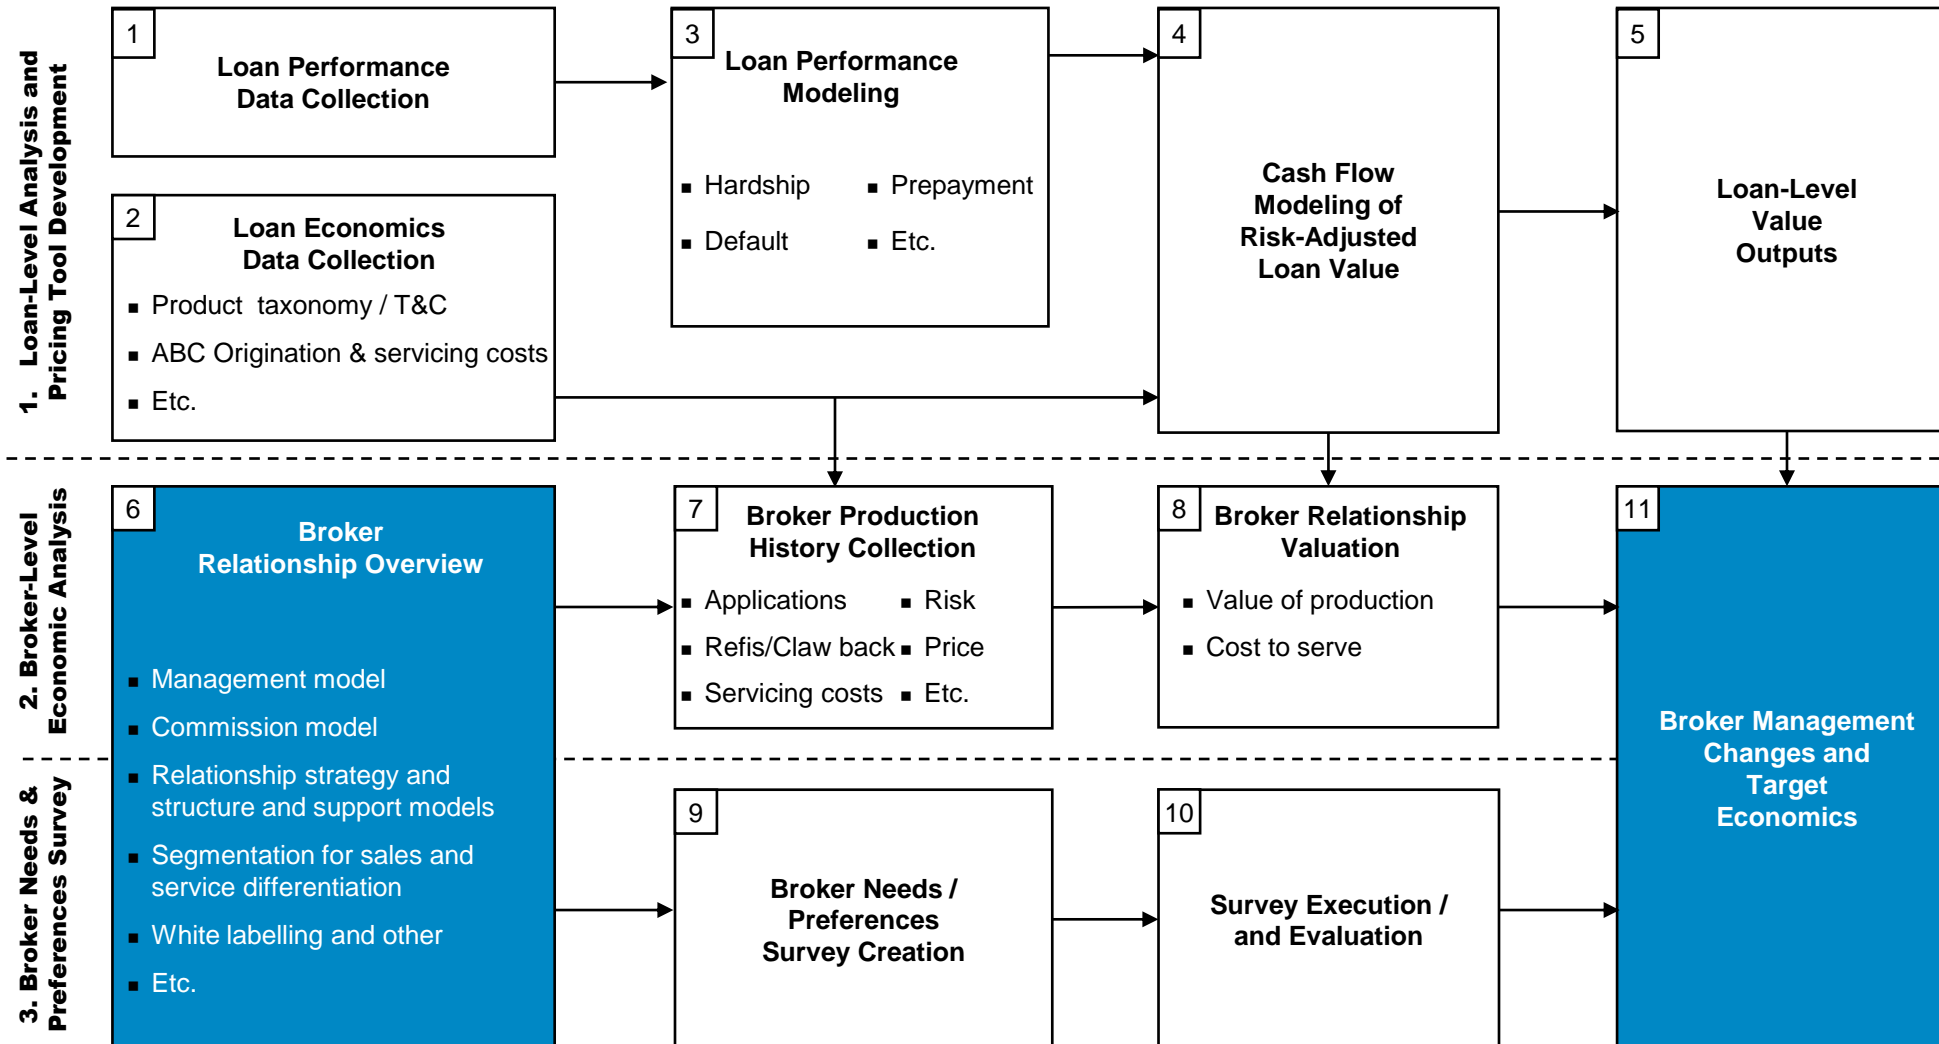 1. Loan-Level Analysis and
Pricing Tool Development
1
Loan Performance
Data Collection
2
Loan Economics
Data Collection
■ Product taxonomy / T&C
■ ABC Origination & servicing costs
■ Etc.
3
Loan Performance
Modeling
■ Hardship
■ Prepayment
■ Default
■ Etc.
4
Cash Flow
Modeling of
Risk-Adjusted
Loan Value
5
Loan-Level
Value
Outputs
2. Broker-Level
Economic Analysis
6
Broker
Relationship Overview
■ Management model
■ Commission model
■ Relationship strategy and
structure and support models
■ Segmentation for sales and
service differentiation
■ White labelling and other
■ Etc.
7
Broker Production
History Collection
■ Applications
■ Risk
■ Refis/Claw back
■ Price
■ Servicing costs
■ Etc.
8
Broker Relationship
Valuation
■ Value of production
■ Cost to serve
11
Broker Management
Changes and
Target
Economics
3. Broker Needs &
Preferences Survey
9
Broker Needs /
Preferences
Survey Creation
10
Survey Execution /
and Evaluation